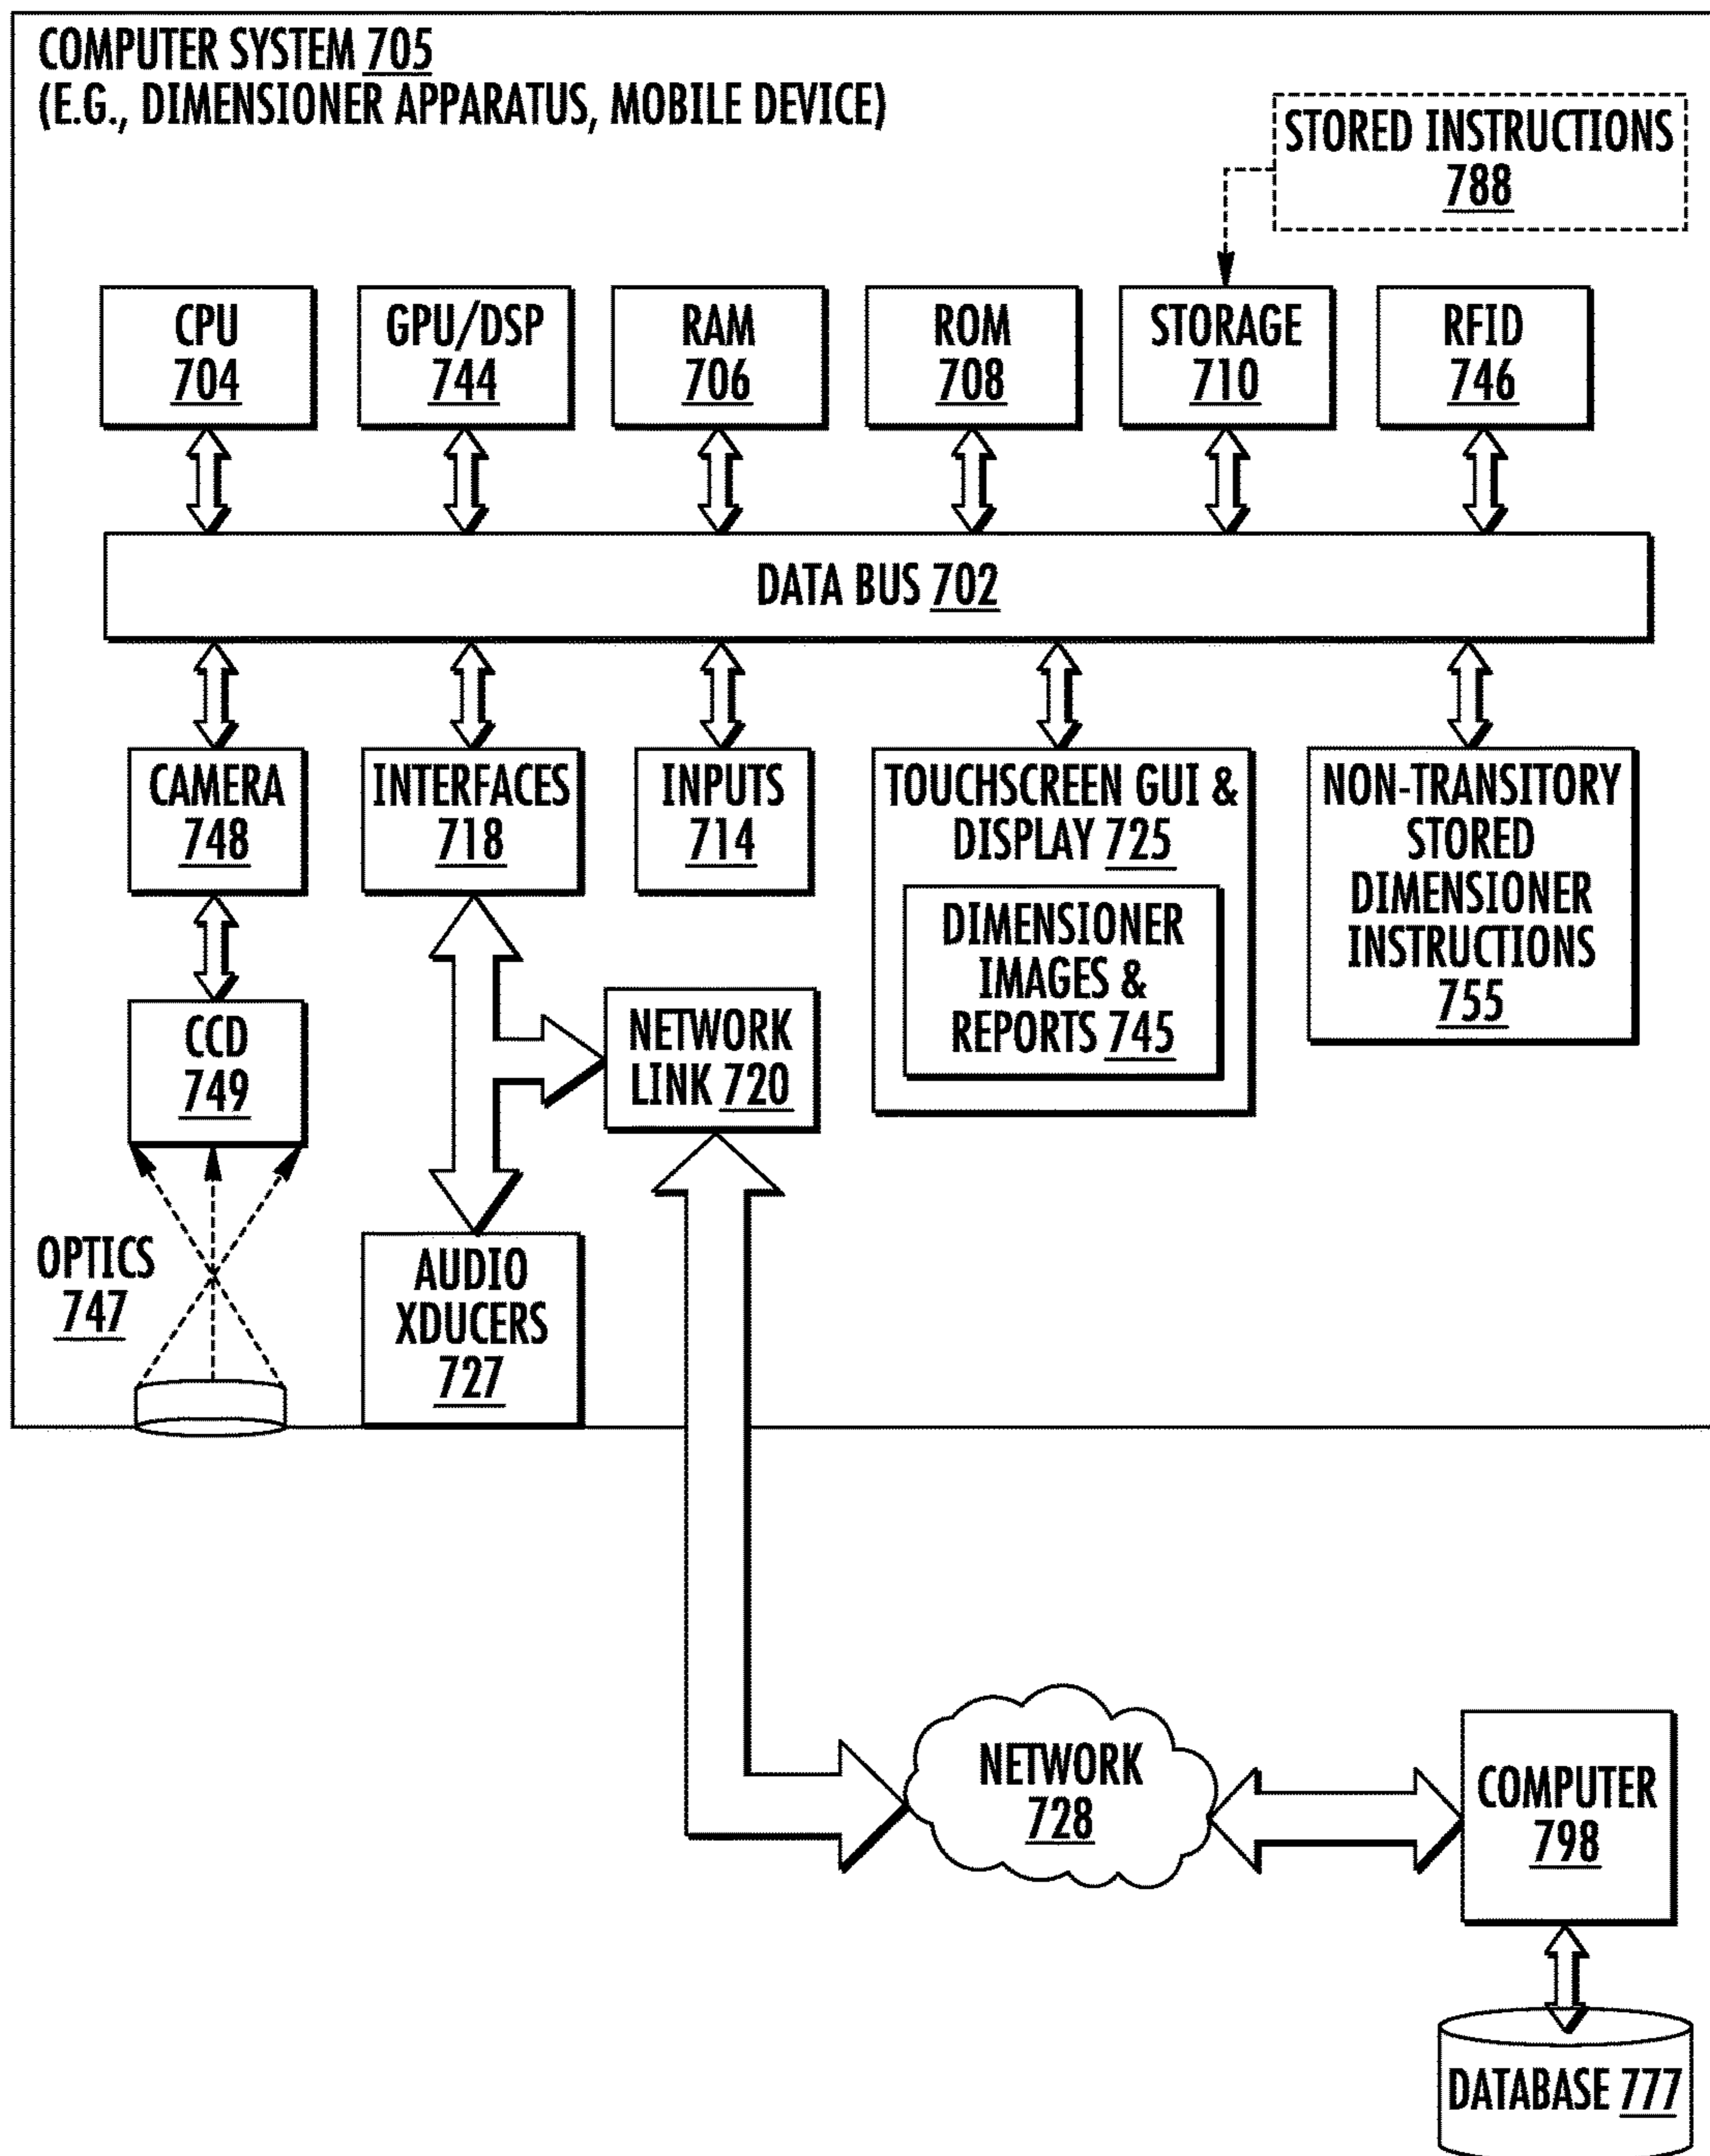 COMPUTER SYSTEM 705
(E.G., DIMENSIONER APPARATUS, MOBILE DEVICE)
STORED INSTRUCTIONS
788
CPU
704
GPU/DSP
744
RAM
706
ROM
708
STORAGE
710
RFID
746
DATA BUS 702
CAMERA
748
INTERFACES
718
INPUTS
714
TOUCHSCREEN GUI &
DISPLAY 725
DIMENSIONER
IMAGES &
REPORTS 745
NON-TRANSITORY
STORED
DIMENSIONER
INSTRUCTIONS
755
CCD
749
NETWORK
LINK 720
OPTICS
747
AUDIO
XDUCERS
727
NETWORK
728
COMPUTER
798
DATABASE 777